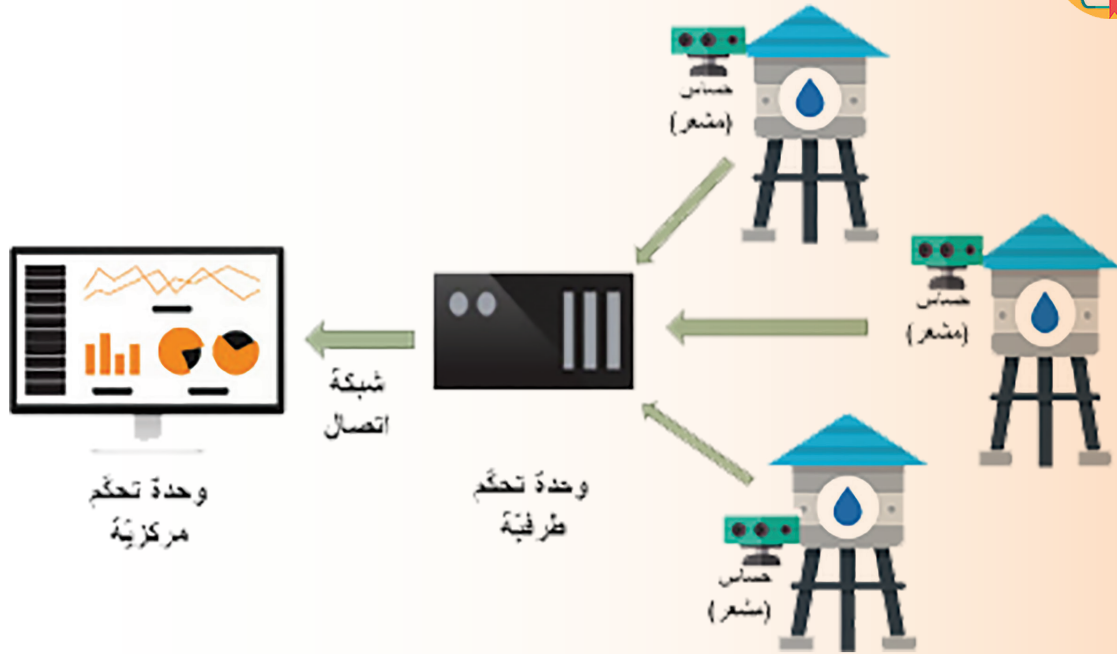 حساس
(مشعر)
حساس
(مشعر)
حساس
(مشعر)
شبكة
اتصال
وحدة تحكّم
طرفيّة
وحدة تحكّم
مركزيّة